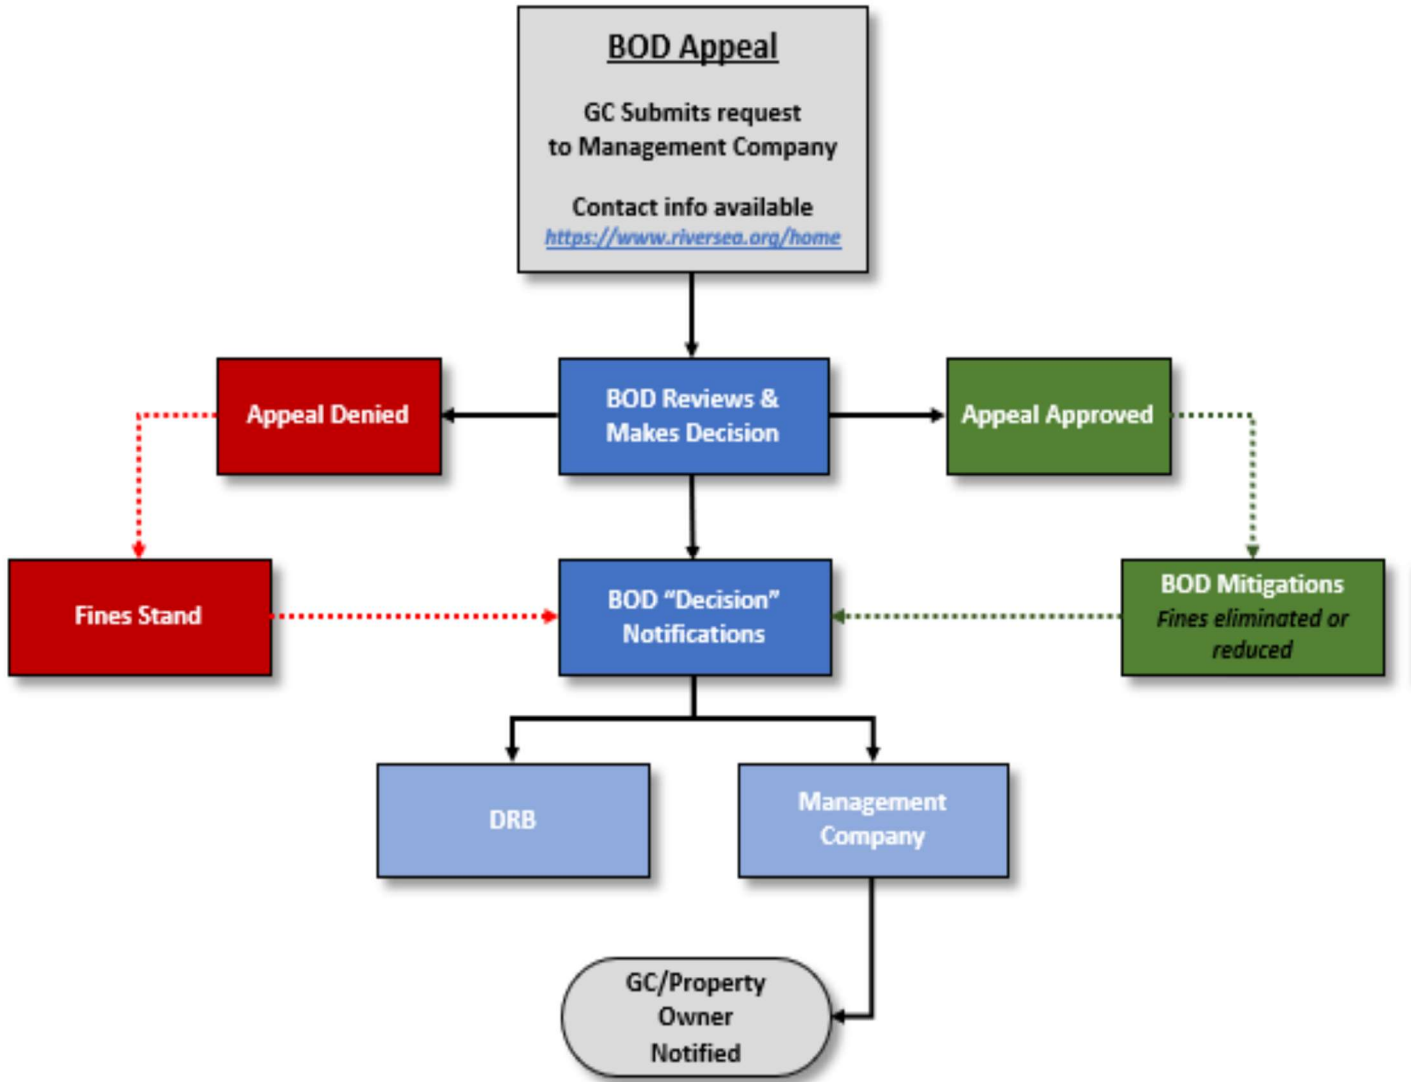 BOD Appeal
GC Submits request
to Management Company
Contact info available
https://www.riversea.org/home
Appeal Denied
BOD Reviews &
Makes Decision
Appeal Approved
Fines Stand
BOD “Decision”
Notifications
BOD Mitigations
Fines eliminated or
reduced
DRB
Management
Company
GC/Property
Owner
Notified